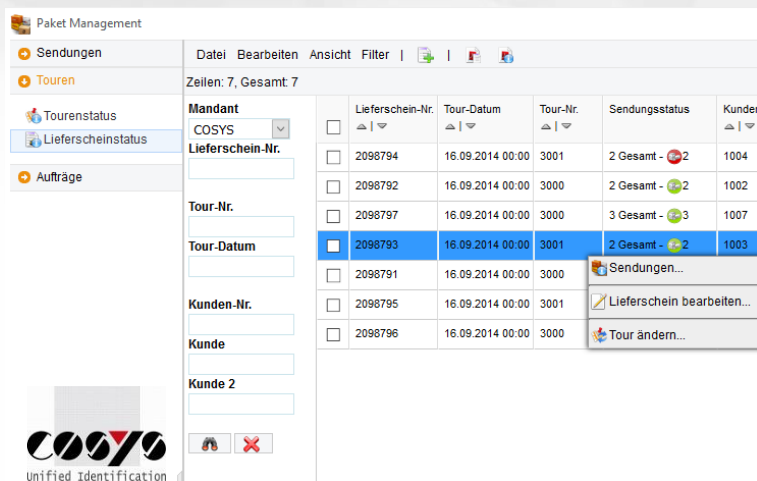 Paket Management
Sendungen
Touren
Tourenstatus
Lieferscheinstatus
Aufträge
COSYS
Unified Identification
Datei Bearbeiten Ansicht Filter | | 
Zeilen: 7, Gesamt: 7
Mandant
COSYS
Lieferschein-Nr.
Tour-Nr.
Tour-Datum
Kunden-Nr.
Kunde
Kunde 2
Lieferschein-Nr. Tour-Datum Tour-Nr. Sendungsstatus Kunden
2098794 16.09.2014 00:00 3001 2 Gesamt - 2 1004
2098792 16.09.2014 00:00 3000 2 Gesamt - 2 1002
2098797 16.09.2014 00:00 3000 3 Gesamt - 3 1007
2098793 16.09.2014 00:00 3001 2 Gesamt - 2 1003
2098791 16.09.2014 00:00 3000
2098795 16.09.2014 00:00 3001
2098796 16.09.2014 00:00 3000
Sendungen...
Lieferschein bearbeiten...
Tour ändern...